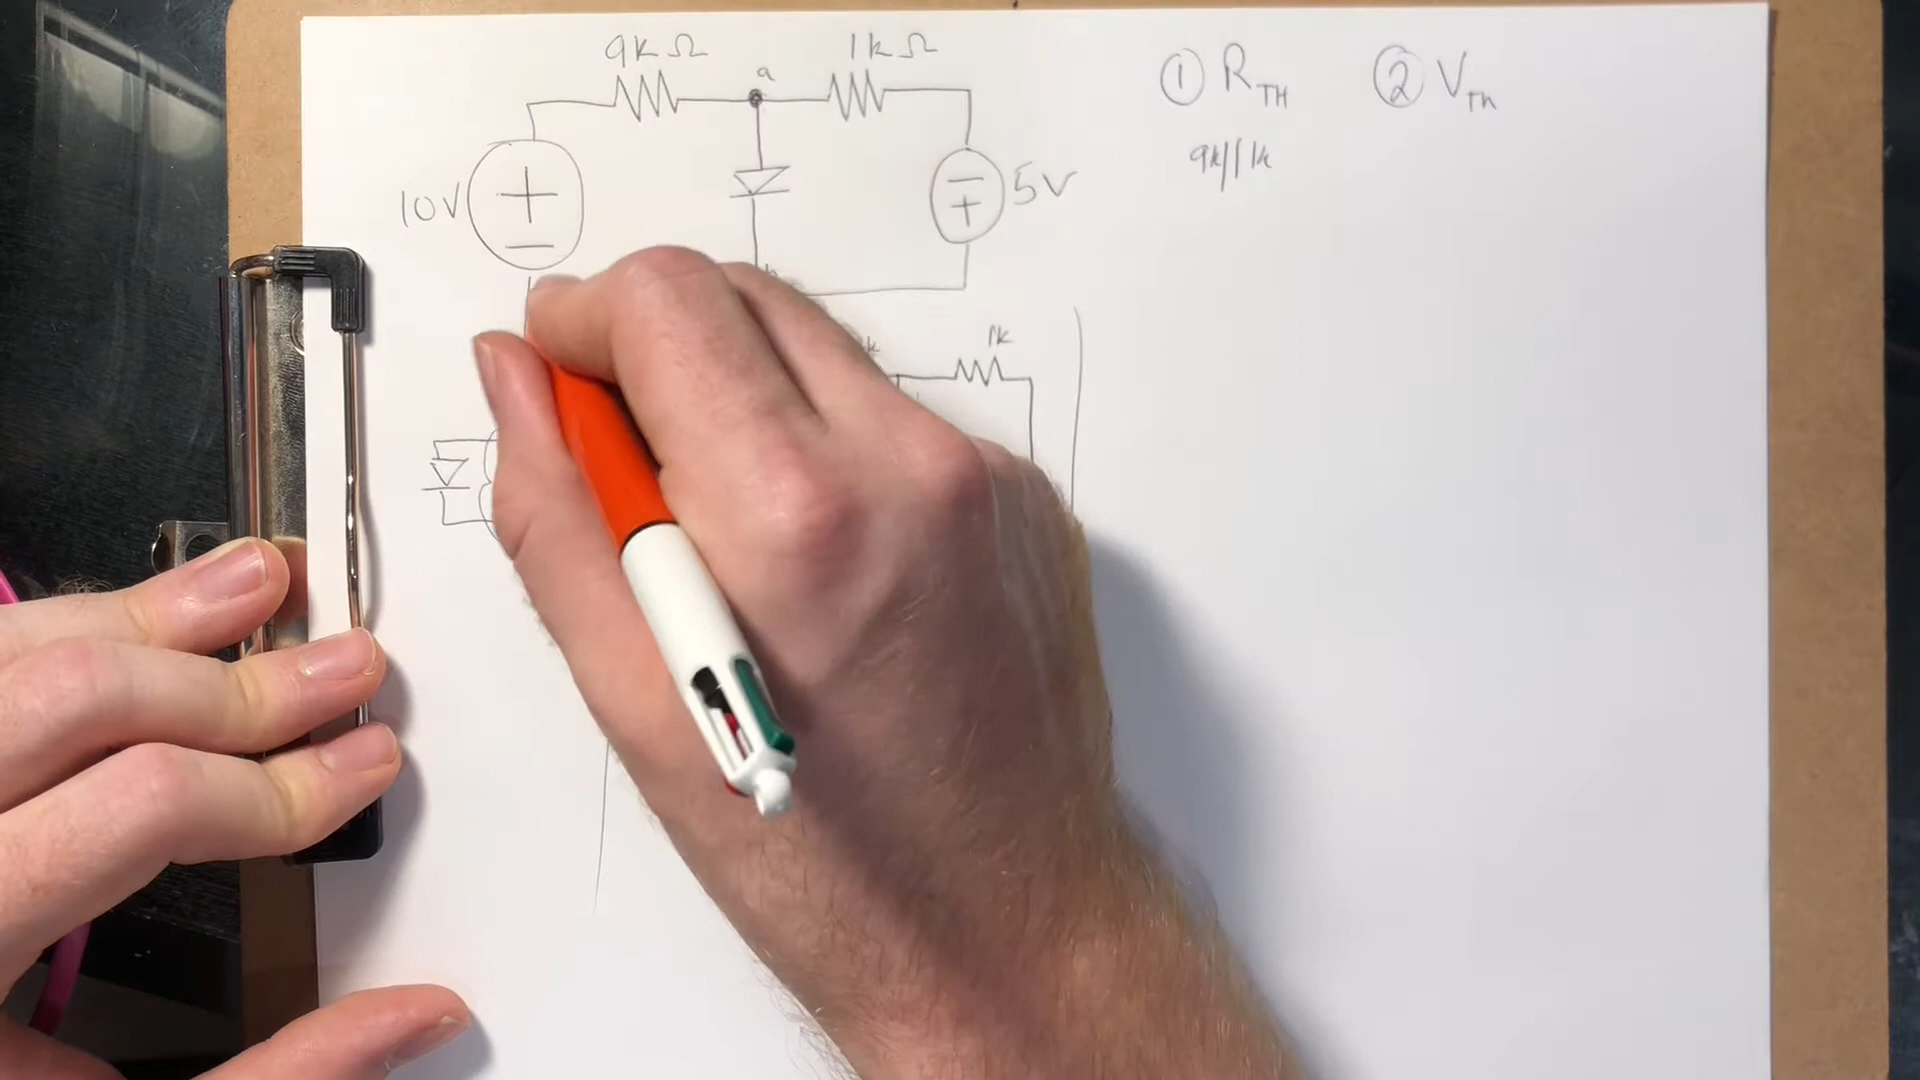 9kΩ
1kΩ
a
10V
5V
1k
① R_TH
9k//1k
② V_Th